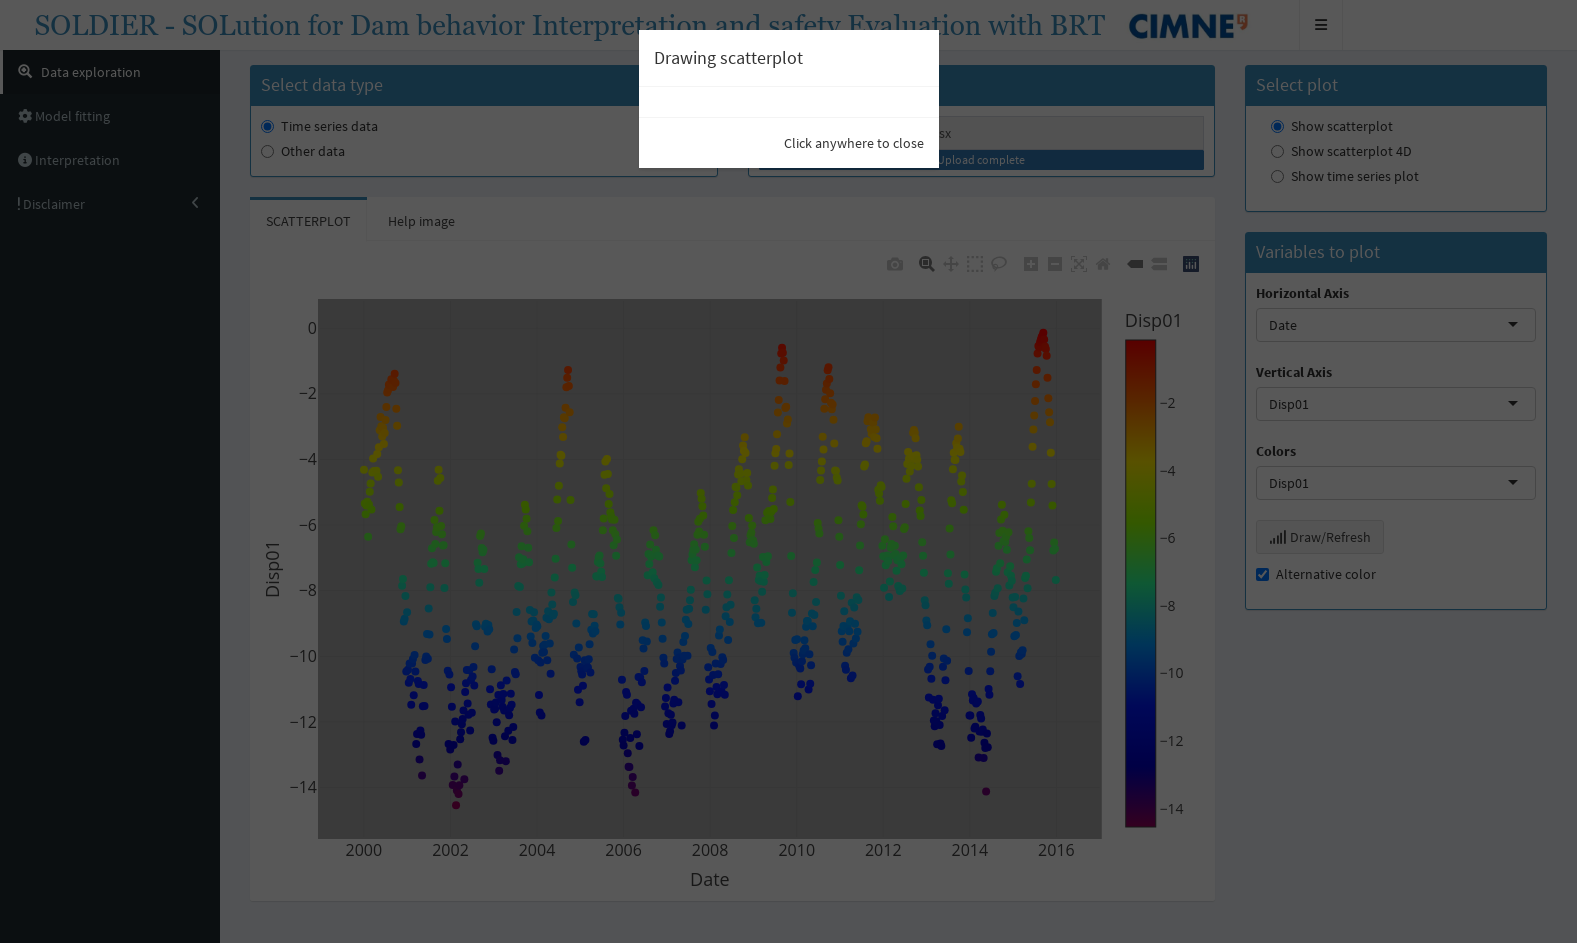 SOLDIER - SOLution for Dam behavior Interpretation and safety Evaluation with BRT
CIMNE
Drawing scatterplot
Click anywhere to close
Data exploration
Model fitting
Interpretation
Disclaimer
Select data type
Time series data
Other data
sx
Upload complete
Select plot
Show scatterplot
Show scatterplot 4D
Show time series plot
SCATTERPLOT
Help image
Variables to plot
Horizontal Axis
Date
Vertical Axis
Disp01
Colors
Disp01
Draw/Refresh
Alternative color
Disp01
0
−2
−4
−6
−8
−10
−12
−14
2000 2002 2004 2006 2008 2010 2012 2014 2016
Date
Disp01
−2
−4
−6
−8
−10
−12
−14